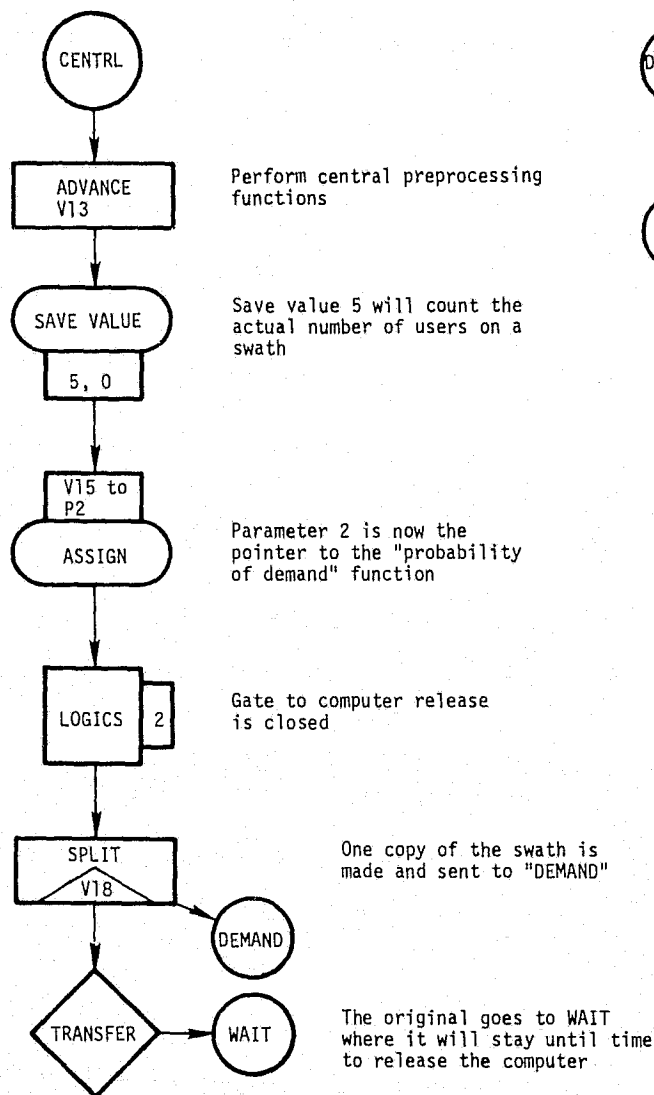 CENTRL
D
ADVANCE
V13
Perform central preprocessing
functions
SAVE VALUE
5, 0
Save value 5 will count the
actual number of users on a
swath
V15 to
P2
ASSIGN
Parameter 2 is now the
pointer to the "probability
of demand" function
LOGICS
2
Gate to computer release
is closed
SPLIT
V18
One copy of the swath is
made and sent to "DEMAND"
DEMAND
TRANSFER
WAIT
The original goes to WAIT
where it will stay until time
to release the computer